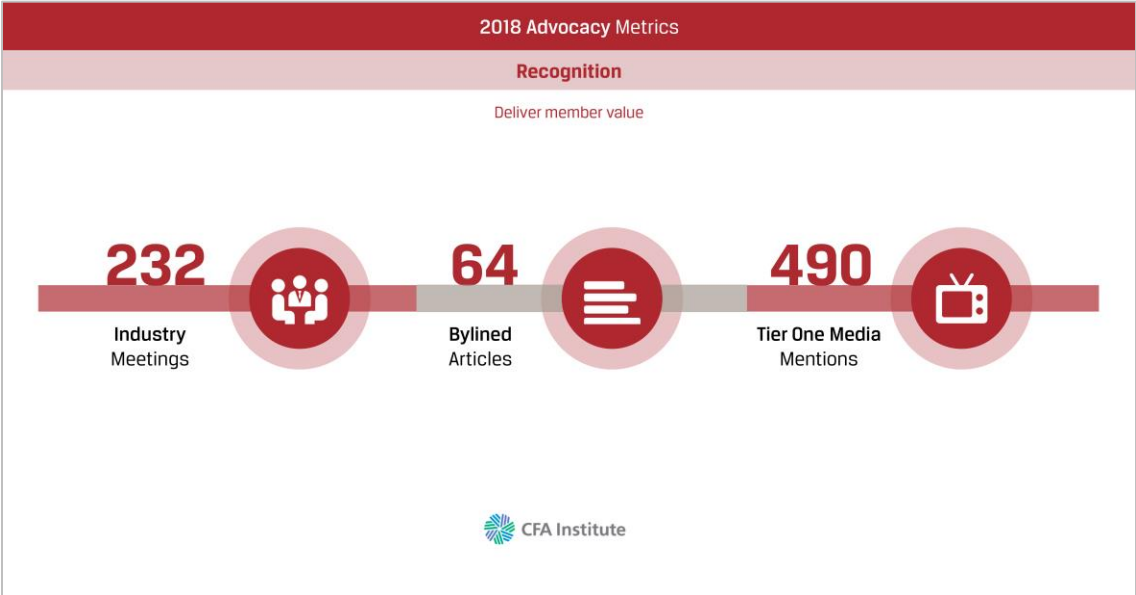 2018 Advocacy Metrics
Recognition
Deliver member value
232
Industry
Meetings
64
Bylined
Articles
490
Tier One Media
Mentions
CFA Institute